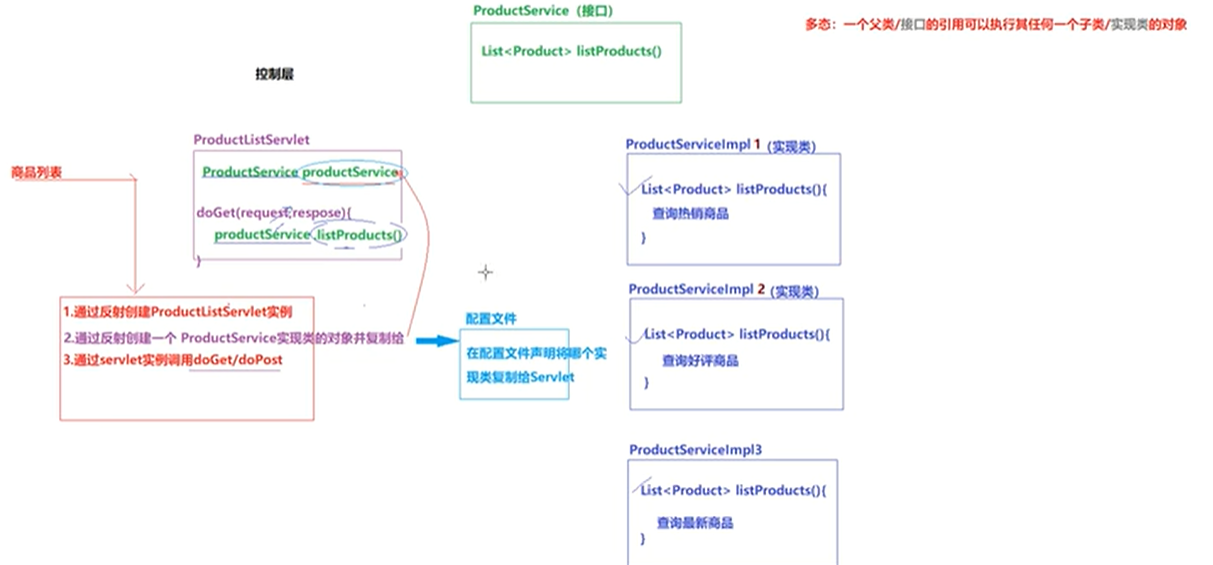 ProductService（接口）
List<Product> listProducts()
多态：一个父类/接口的引用可以执行其任何一个子类/实现类的对象
控制层
ProductListServlet
ProductService productService
doGet(request,respose){
productService.listProducts()
}
商品列表
1.通过反射创建ProductListServlet实例
2.通过反射创建一个 ProductService实现类的对象并复制给
3.通过servlet实例调用doGet/doPost
配置文件
在配置文件声明将哪个实
现类复制给Servlet
ProductServiceImpl 1（实现类）
List<Product> listProducts(){
查询热销商品
}
ProductServiceImpl 2（实现类）
List<Product> listProducts(){
查询好评商品
}
ProductServiceImpl3
List<Product> listProducts(){
查询最新商品
}